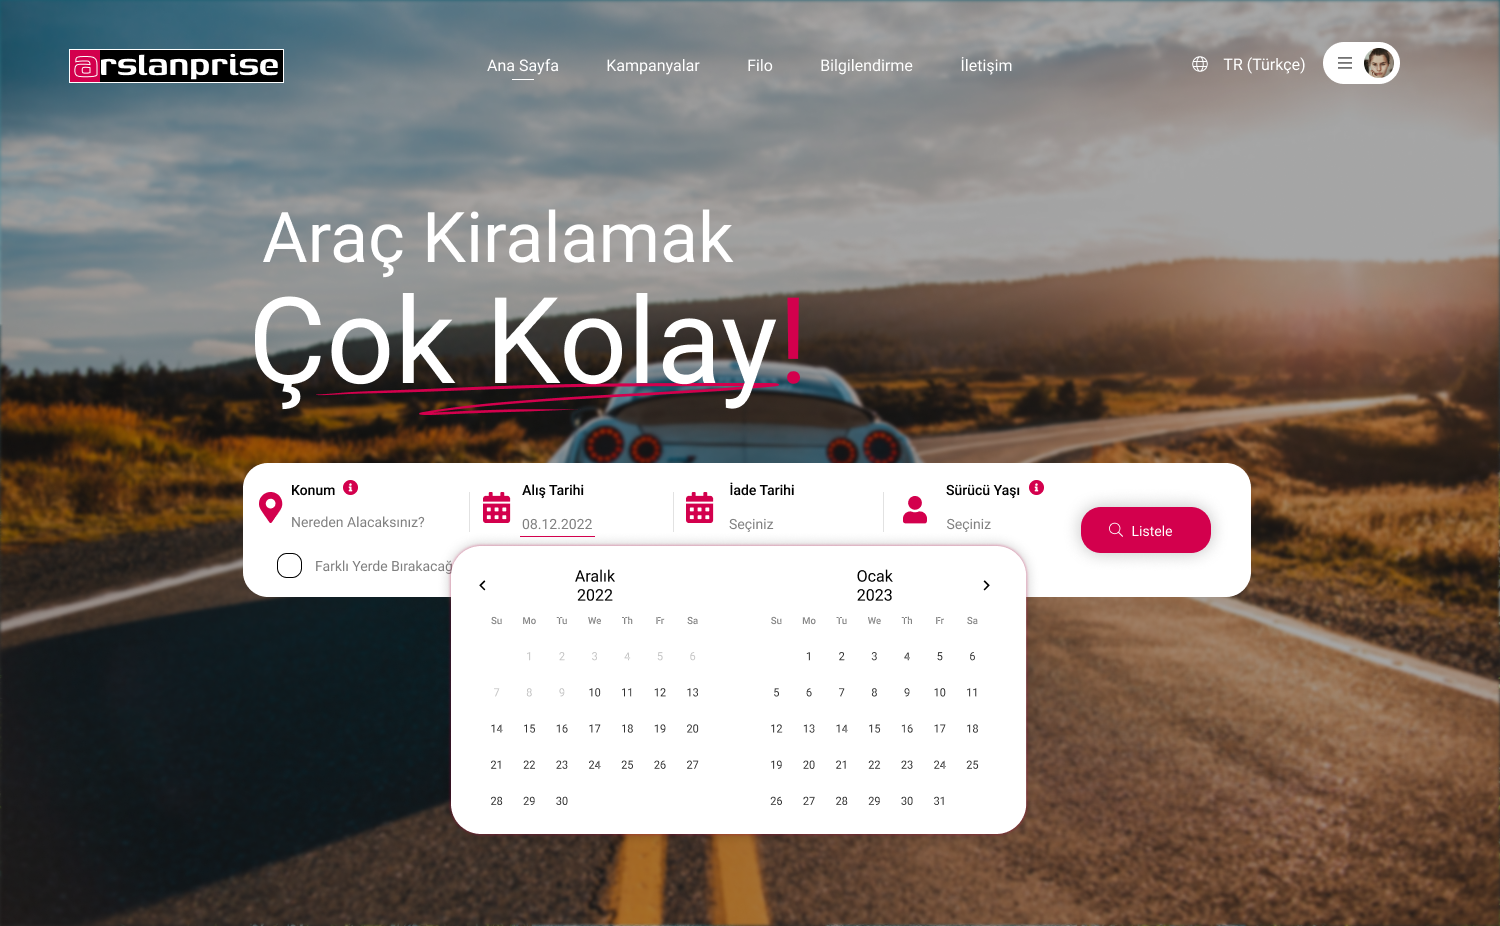 arslanprise
Ana Sayfa Kampanyalar Filo Bilgilendirme İletişim
TR (Türkçe)
Araç Kiralamak
Çok Kolay!
Konum Alış Tarihi İade Tarihi Sürücü Yaşı
Nereden Alacaksınız? 08.12.2022 Seçiniz Seçiniz
Listele
Farklı Yerde Bırakacağ
Aralık Ocak
2022 2023
Su Mo Tu We Th Fr Sa Su Mo Tu We Th Fr Sa
1 2 3 4 5 6 1 2 3 4 5 6
7 8 9 10 11 12 13 5 6 7 8 9 10 11
14 15 16 17 18 19 20 12 13 14 15 16 17 18
21 22 23 24 25 26 27 19 20 21 22 23 24 25
28 29 30 26 27 28 29 30 31